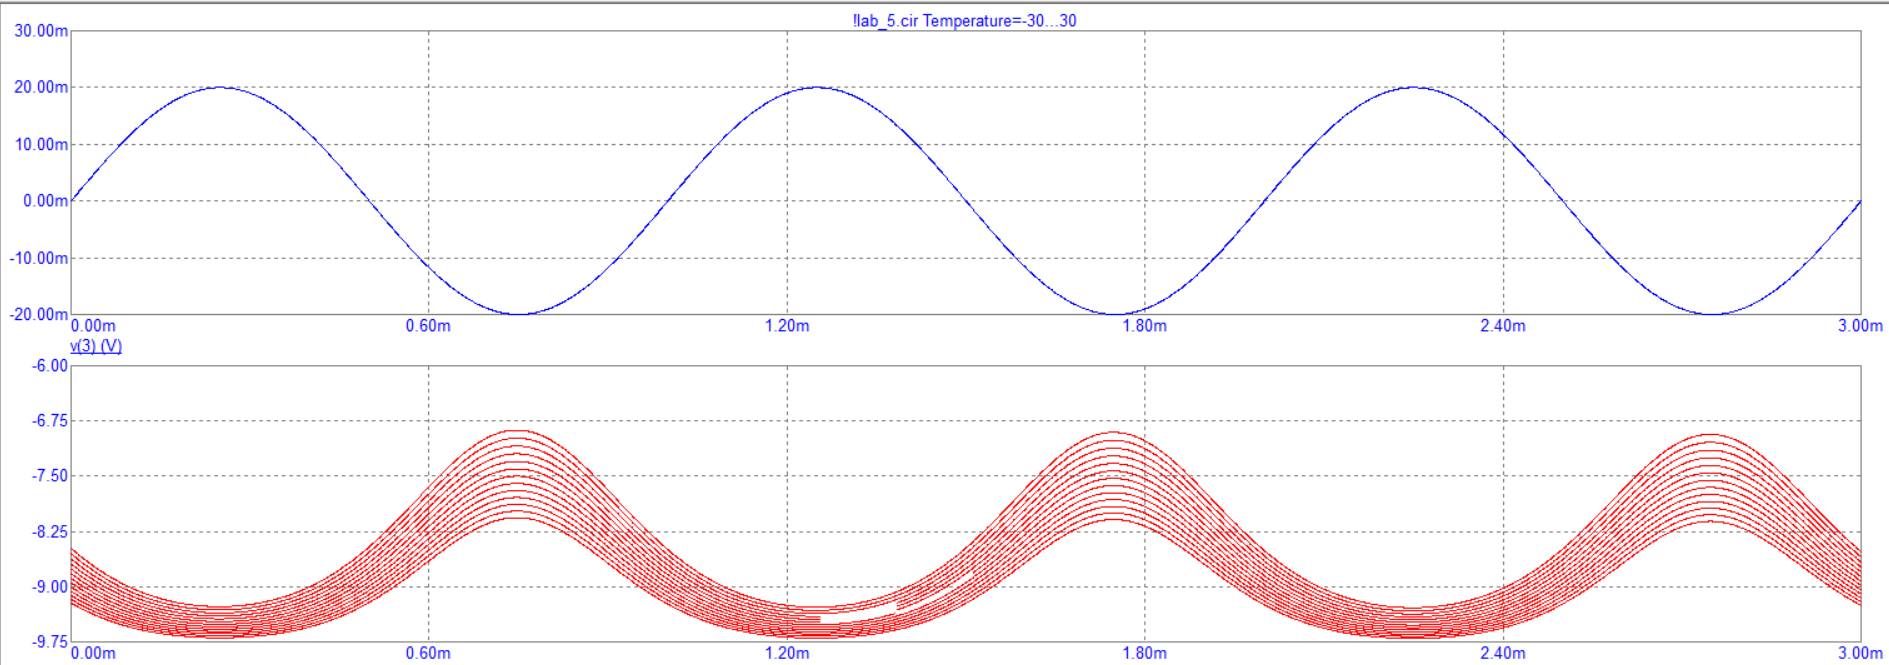 !lab_5.cir Temperature=-30...30
30.00m
20.00m
10.00m
0.00m
-10.00m
-20.00m
0.00m 0.60m 1.20m 1.80m 2.40m 3.00m
v(3) (V)
-6.00
-6.75
-7.50
-8.25
-9.00
-9.75
0.00m 0.60m 1.20m 1.80m 2.40m 3.00m